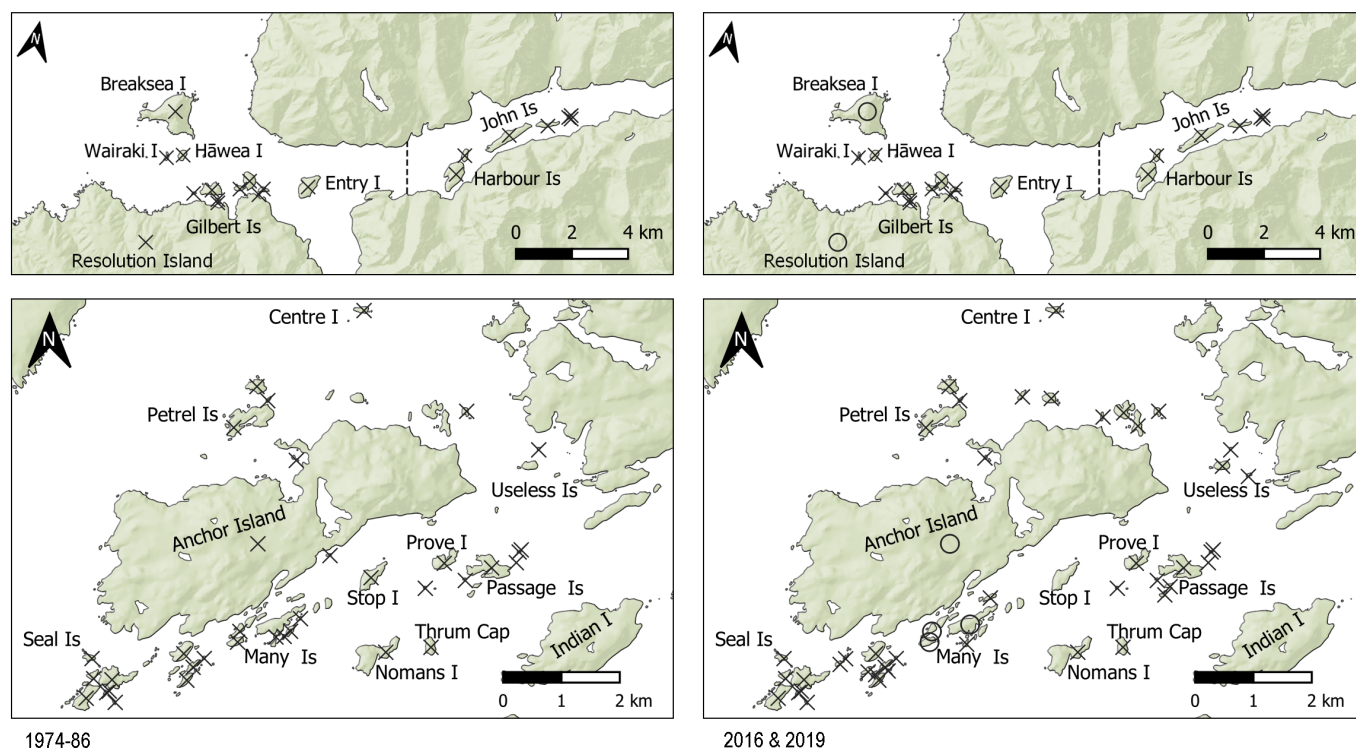 N
Breaksea I
John Is
Wairaki I
Hāwea I
Entry I
Harbour Is
Gilbert Is
Resolution Island
0 2 4 km
N
Breaksea I
John Is
Wairaki I
Hāwea I
Entry I
Harbour Is
Gilbert Is
Resolution Island
0 2 4 km
N
Centre I
Petrel Is
Useless Is
Anchor Island
Prove I
Stop I
Passage Is
Seal Is
Many Is
Thrum Cap
Nomans I
Indian I
0 1 2 km
N
Centre I
Petrel Is
Useless Is
Anchor Island
Prove I
Stop I
Passage Is
Seal Is
Many Is
Thrum Cap
Nomans I
Indian I
0 1 2 km
1974-86
2016 & 2019